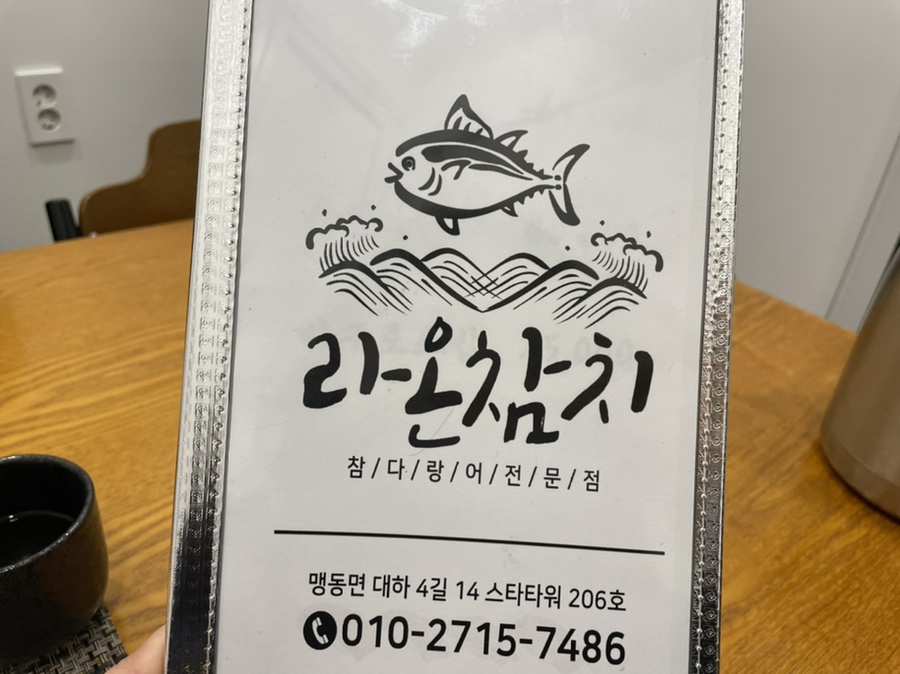 라온참치
참/다/랑/어/전/문/점
맹동면 대하 4길 14 스타타워 206호
010-2715-7486